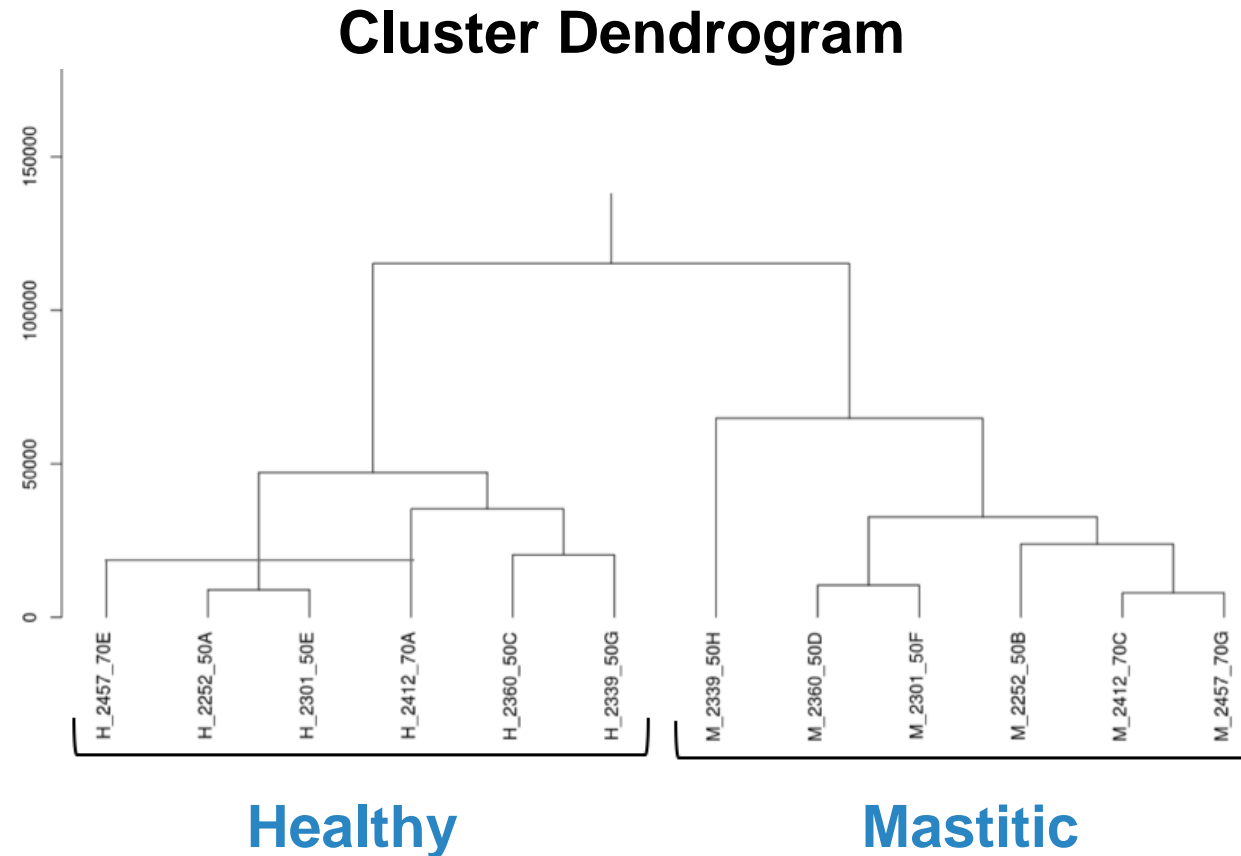 Cluster Dendrogram
150000
100000
50000
0
H_2457_70E
H_2252_50A
H_2301_50E
H_2412_70A
H_2360_50C
H_2339_50G
M_2339_50H
M_2360_50D
M_2301_50F
M_2252_50B
M_2412_70C
M_2457_70G
Healthy
Mastitic